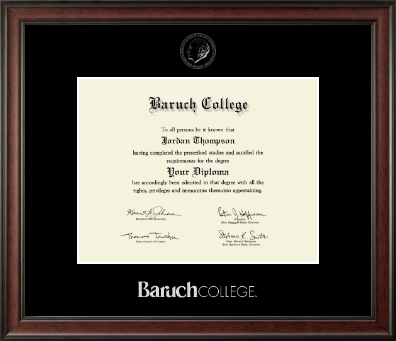 Baruch College
To all persons be it known that
Jordan Thompson
having completed the prescribed studies and satisfied the
requirements for the degree
Your Diploma
has accordingly been admitted to that degree with all the
rights, privileges and immunities thereunto appertaining.
BaruchCOLLEGE